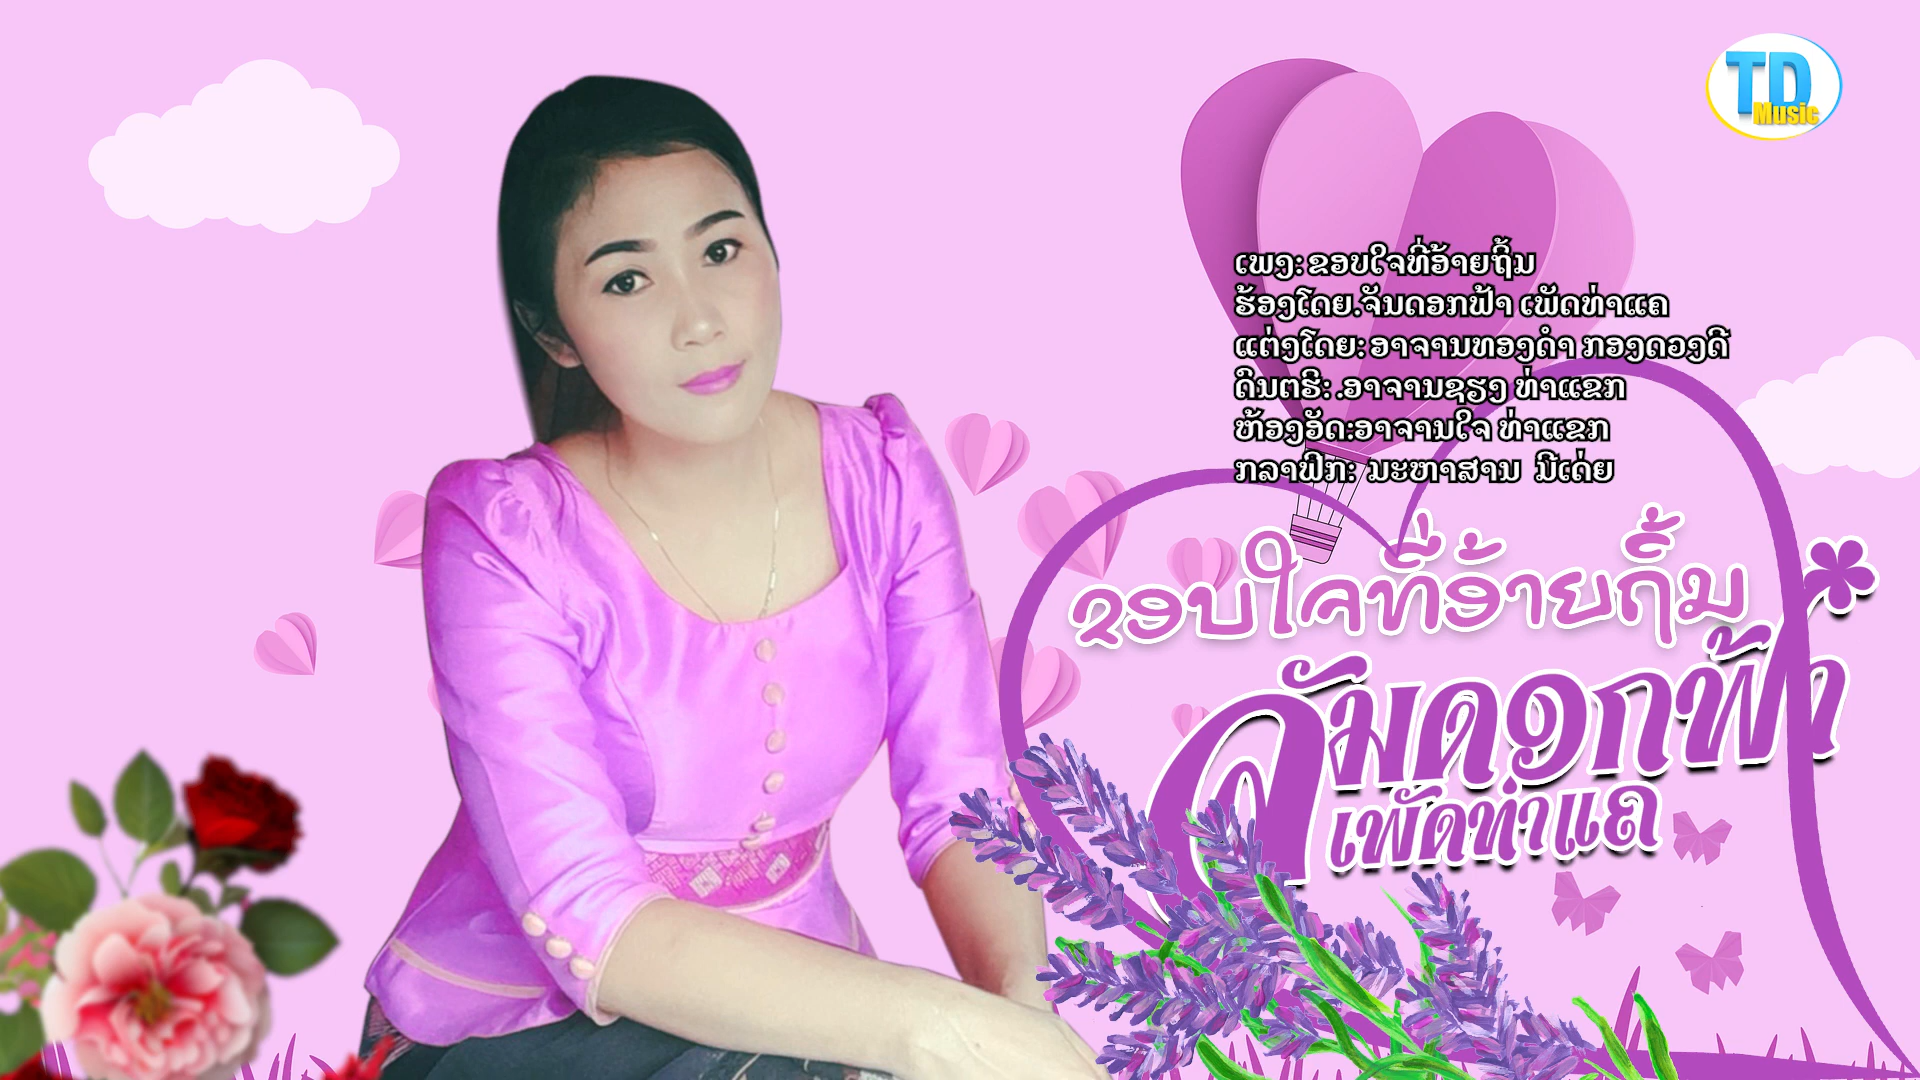 TD
Music
ເພງ: ຂອບໃຈທີ່ອ້າຍຖິ້ມ
ຮ້ອງໂດຍ.ຈັນດອກຟ້າ ເພັດທ່າແຄ
ແຕ່ງໂດຍ: ອາຈານທອງດຳ ກອງດວງດີ
ດົນຕຣີ: .ອາຈານຊຽງ ທ່າແຂກ
ຫ້ອງອັດ:ອາຈານໃຈ ທ່າແຂກ
ກລາຟິກ: ມະຫາສານ ມີເດ່ຍ
ຂອບໃຈທີ່ອ້າຍຖິ້ມ
ຈັນດອກຟ້າ
ເພັດທ່າແຄ